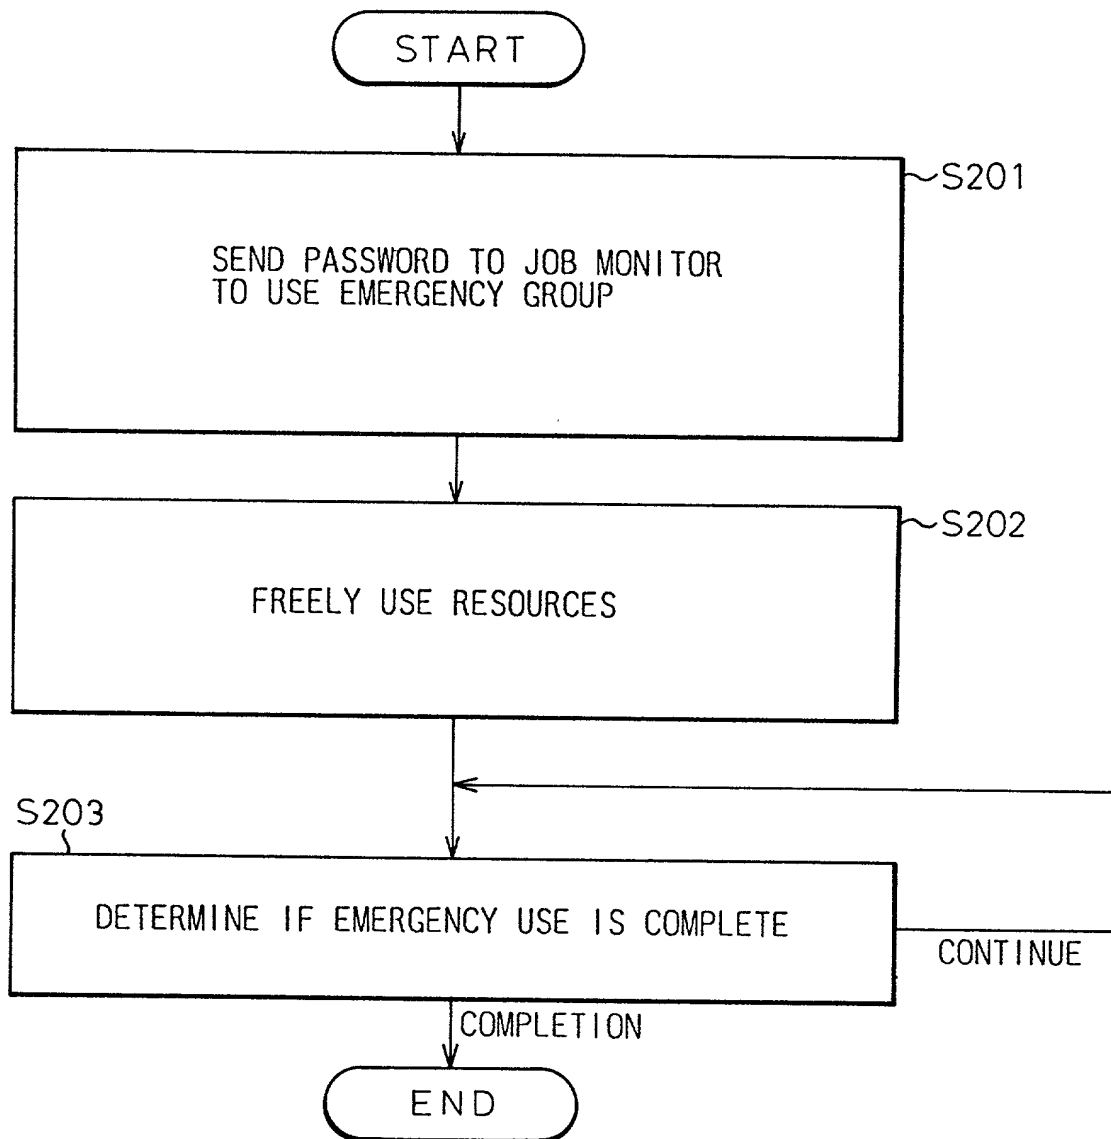 START
S201
SEND PASSWORD TO JOB MONITOR
TO USE EMERGENCY GROUP
S202
FREELY USE RESOURCES
S203
DETERMINE IF EMERGENCY USE IS COMPLETE
CONTINUE
COMPLETION
END